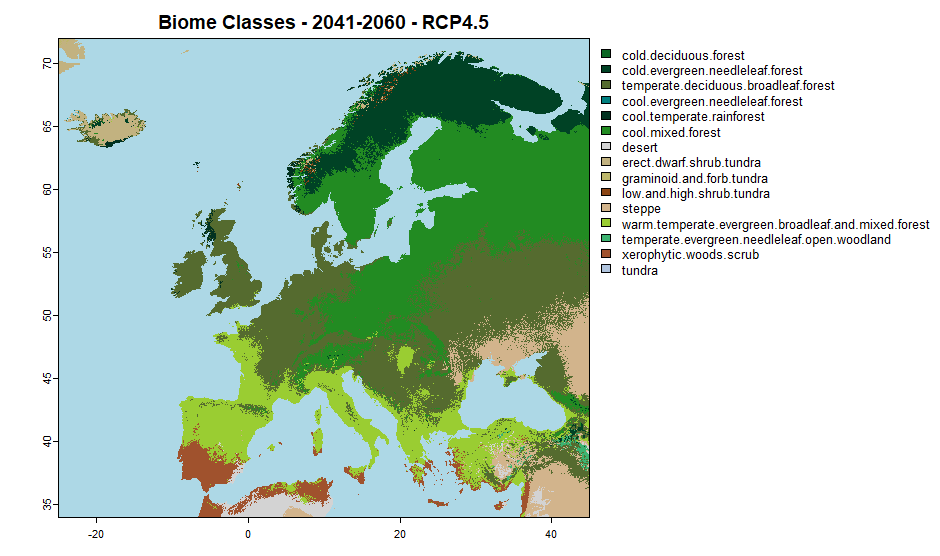 Biome Classes - 2041-2060 - RCP4.5
70
65
60
55
50
45
40
35
-20
0
20
40
cold.deciduous.forest
cold.evergreen.needleleaf.forest
temperate.deciduous.broadleaf.forest
cool.evergreen.needleleaf.forest
cool.temperate.rainforest
cool.mixed.forest
desert
erect.dwarf.shrub.tundra
graminoid.and.forb.tundra
low.and.high.shrub.tundra
steppe
warm.temperate.evergreen.broadleaf.and.mixed.forest
temperate.evergreen.needleleaf.open.woodland
xerophytic.woods.scrub
tundra